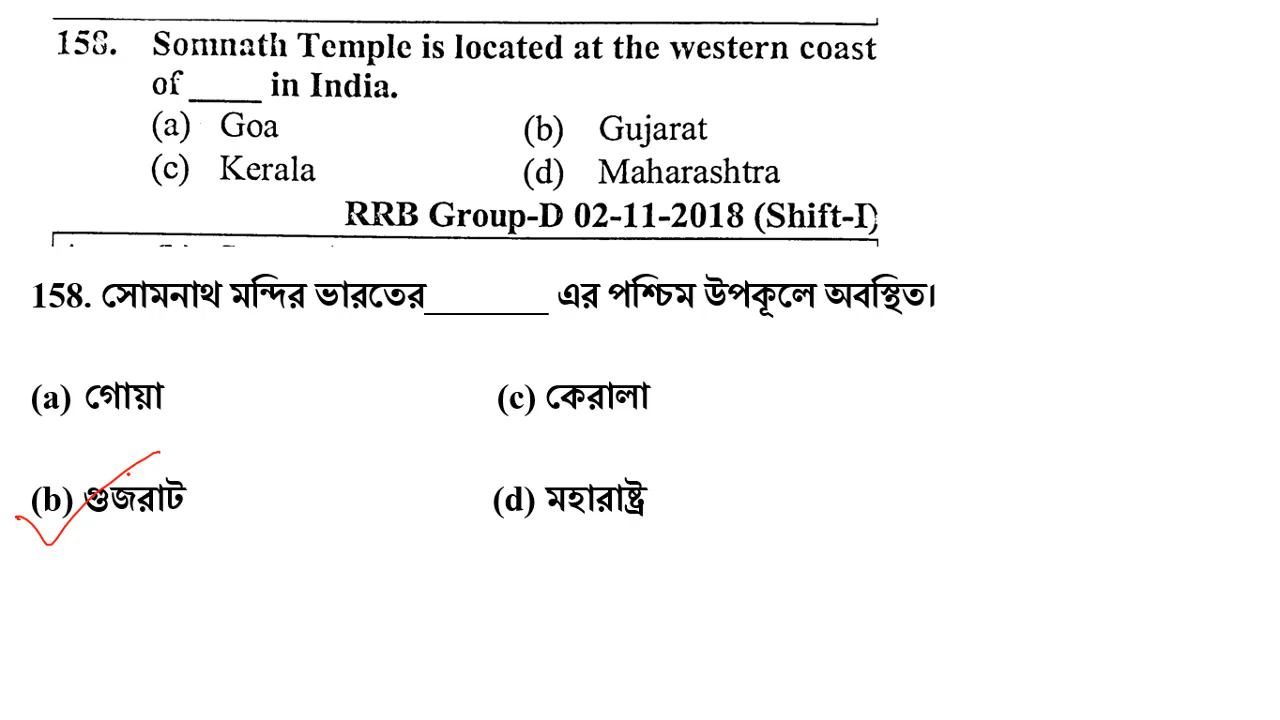 158. Somnath Temple is located at the western coast
of ____ in India.
(a) Goa (b) Gujarat
(c) Kerala (d) Maharashtra
RRB Group-D 02-11-2018 (Shift-I)
158. সোমনাথ মন্দির ভারতের_______ এর পশ্চিম উপকূলে অবস্থিত।
(a) গোয়া (c) কেরালা
(b) গুজরাট (d) মহারাষ্ট্র